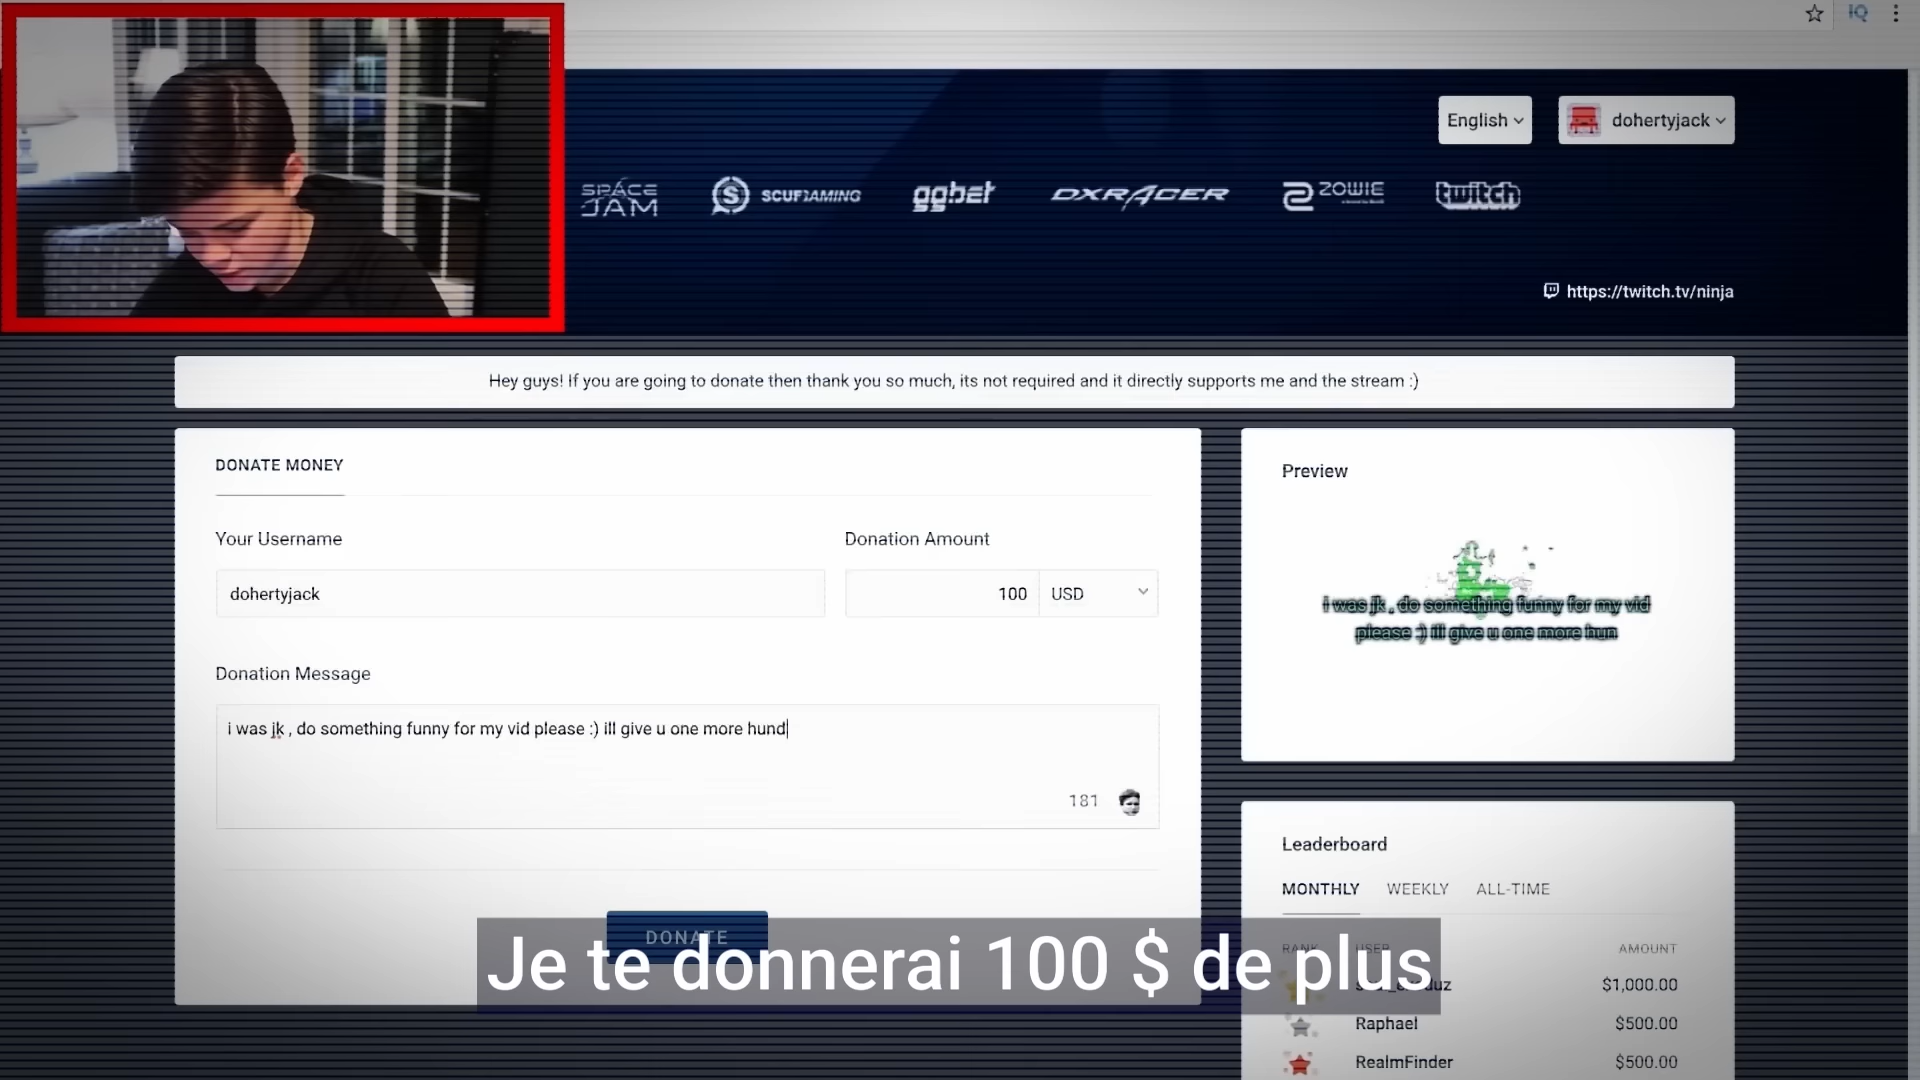 IQ
English
dohertyjack
SPACE JAM
SCUF GAMING
ggbet
DXRACER
ZOWIE
twitch
https://twitch.tv/ninja
Hey guys! If you are going to donate then thank you so much, its not required and it directly supports me and the stream :)
DONATE MONEY
Your Username
Donation Amount
dohertyjack
100 USD
Donation Message
i was jk , do something funny for my vid please :) ill give u one more hund
181
DONATE
Preview
i was jk , do something funny for my vid
please :) ill give u one more hun
Leaderboard
MONTHLY WEEKLY ALL-TIME
RANK USER AMOUNT
$1,000.00
Raphael $500.00
RealmFinder $500.00
Je te donnerai 100 $ de plus